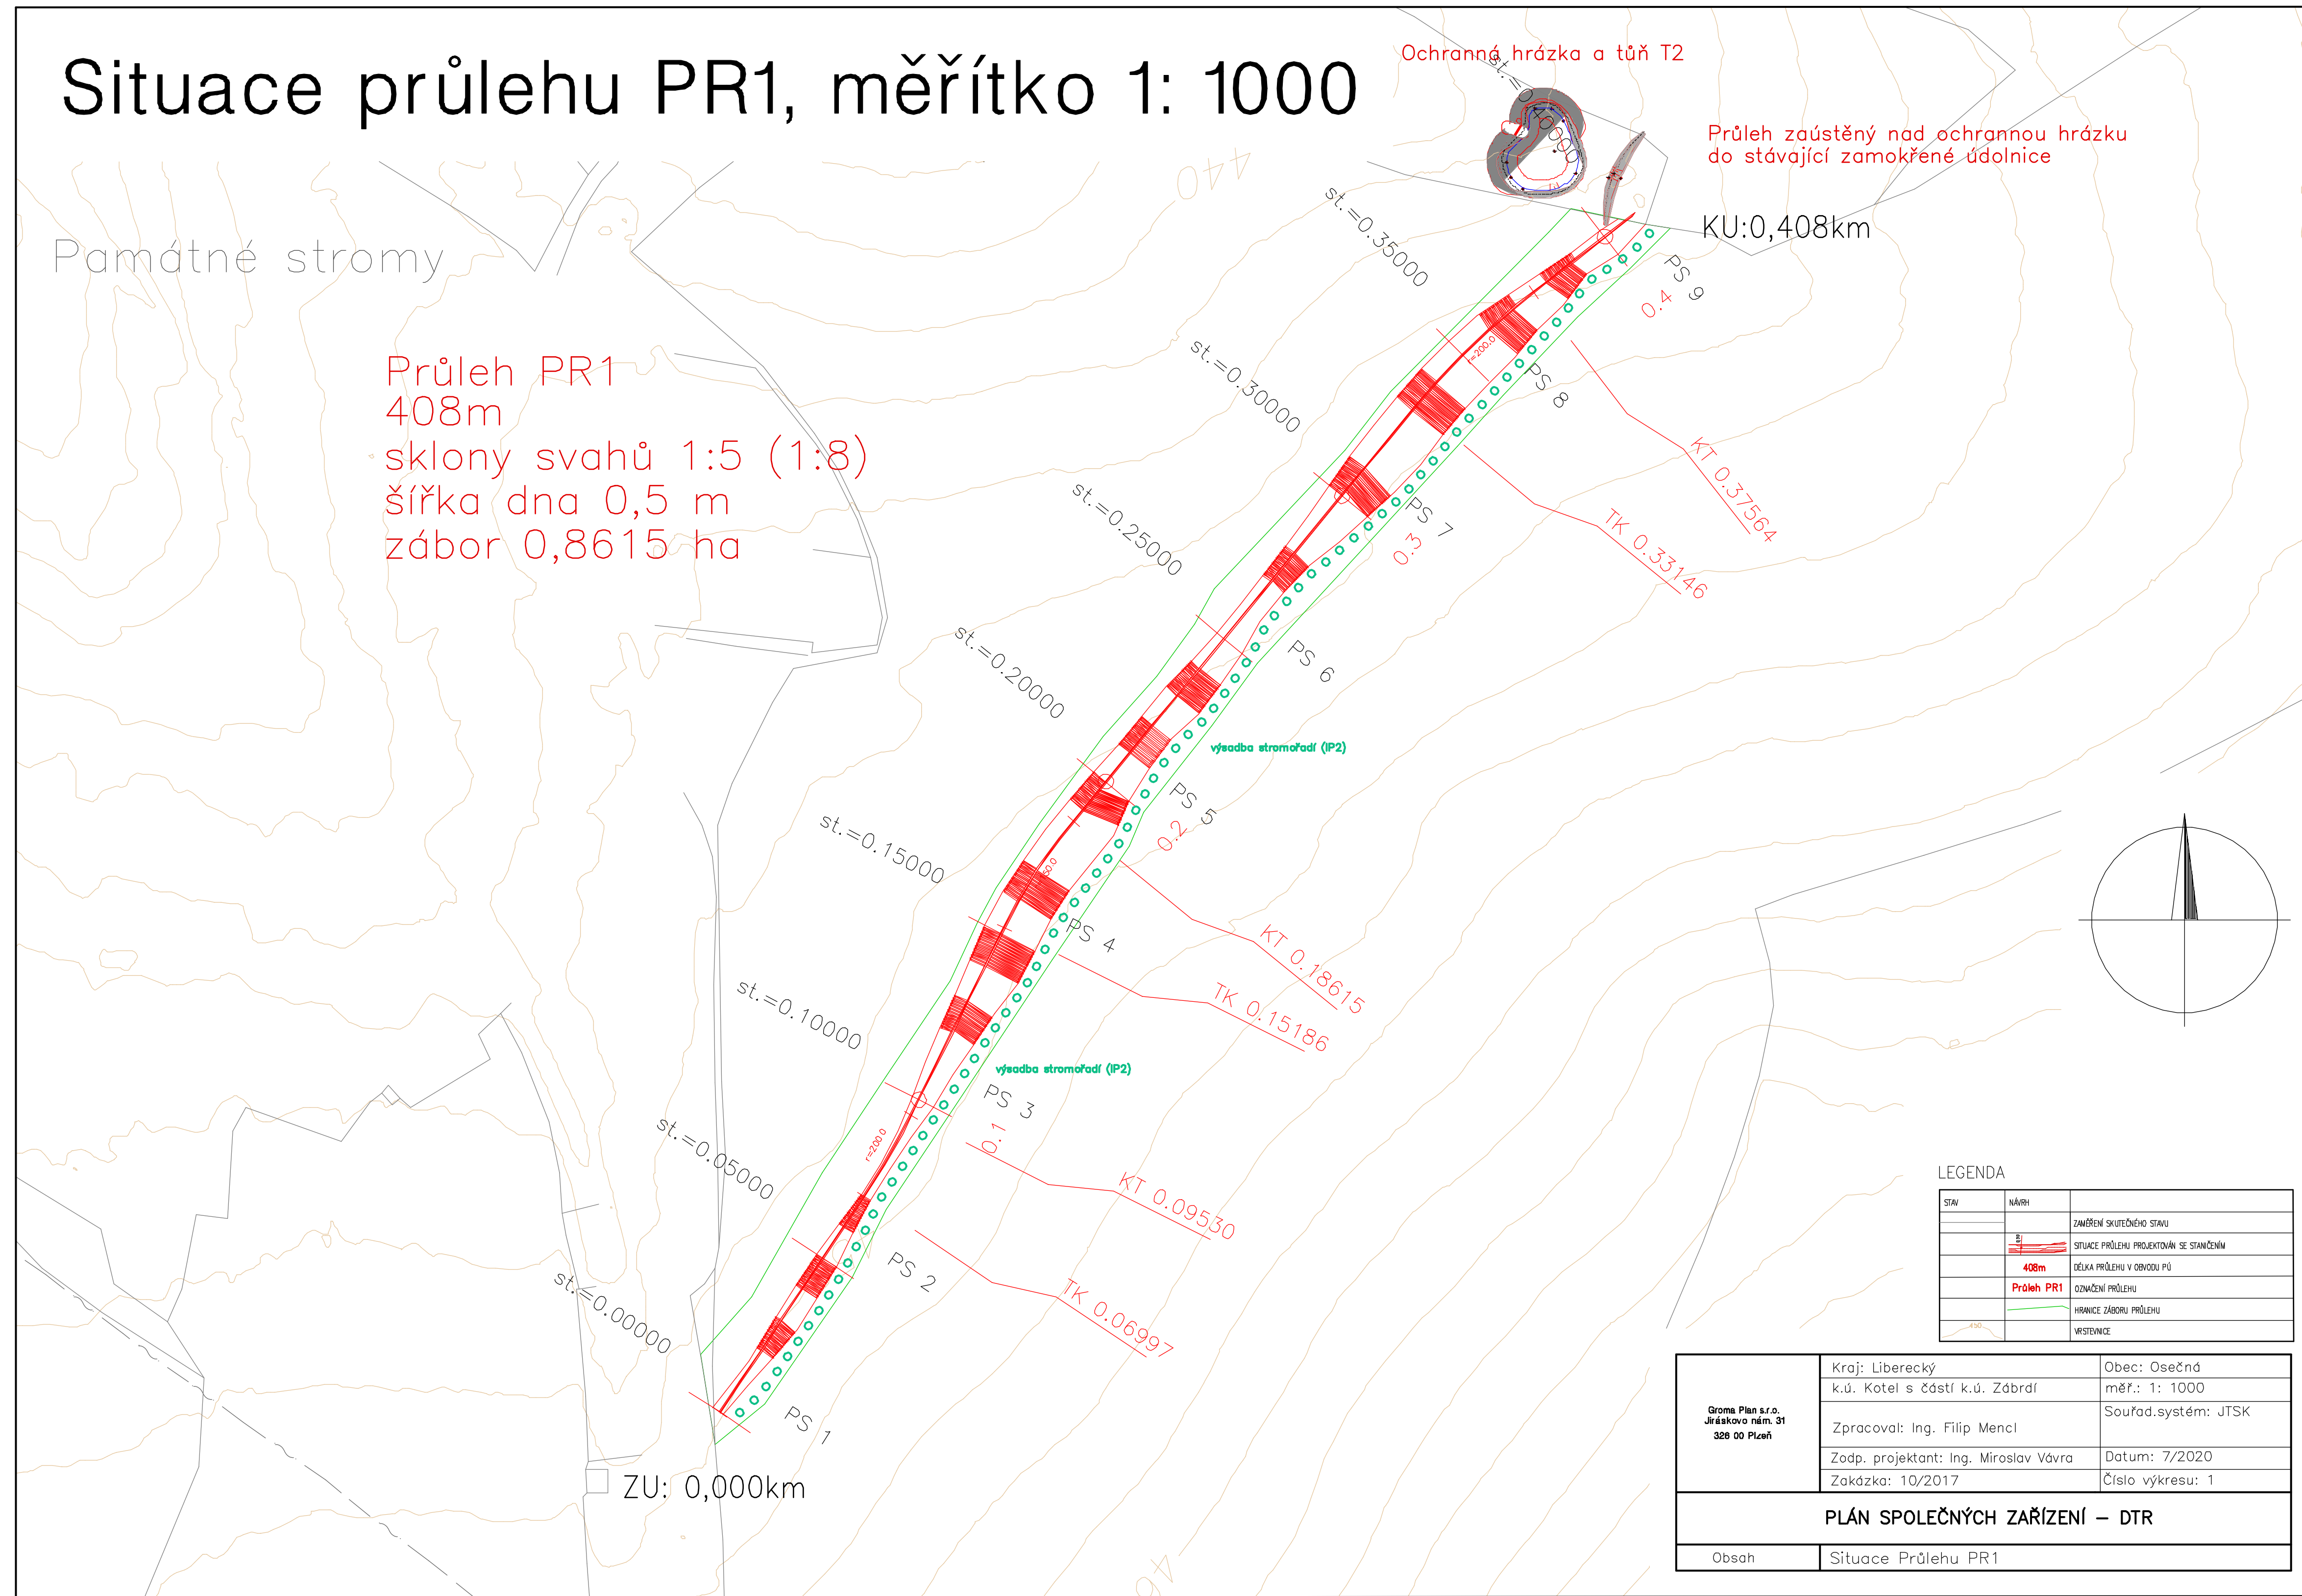 Situace průlehu PR1, měřítko 1: 1000
Ochranná hrázka a tůň T2
Průleh zaústěný nad ochrannou hrázku
do stávající zamokřené údolnice
KU:0,408km
440
Památné stromy
Průleh PR1
408m
sklony svahů 1:5 (1:8)
šířka dna 0,5 m
zábor 0,8615 ha
st.=0.35000
st.=0.30000
st.=0.25000
st.=0.20000
st.=0.15000
st.=0.10000
st.=0.05000
st.=0.00000
PS 9
0.4
PS 8
r=200.0
KT 0.37564
PS 7
0.3
TK 0.33146
PS 6
výsadba stromořadí (IP2)
PS 5
0.2
KT 0.18615
PS 4
TK 0.15186
výsadba stromořadí (IP2)
PS 3
0.1
r=200.0
KT 0.09530
PS 2
TK 0.06997
PS 1
ZU: 0,000km
LEGENDA
STAV
NÁVRH
ZAMĚŘENÍ SKUTEČNÉHO STAVU
SITUACE PRŮLEHU PROJEKTOVÁN SE STANIČENÍM
408m
DÉLKA PRŮLEHU V OBVODU PÚ
Průleh PR1
OZNAČENÍ PRŮLEHU
HRANICE ZÁBORU PRŮLEHU
450
VRSTEVNICE
Groma Plan s.r.o.
Jiráskovo nám. 31
326 00 Plzeň
Kraj: Liberecký
Obec: Osečná
k.ú. Kotel s částí k.ú. Zábrdí
měř.: 1: 1000
Zpracoval: Ing. Filip Mencl
Souřad.systém: JTSK
Zodp. projektant: Ing. Miroslav Vávra
Datum: 7/2020
Zakázka: 10/2017
Číslo výkresu: 1
PLÁN SPOLEČNÝCH ZAŘÍZENÍ – DTR
Obsah
Situace Průlehu PR1